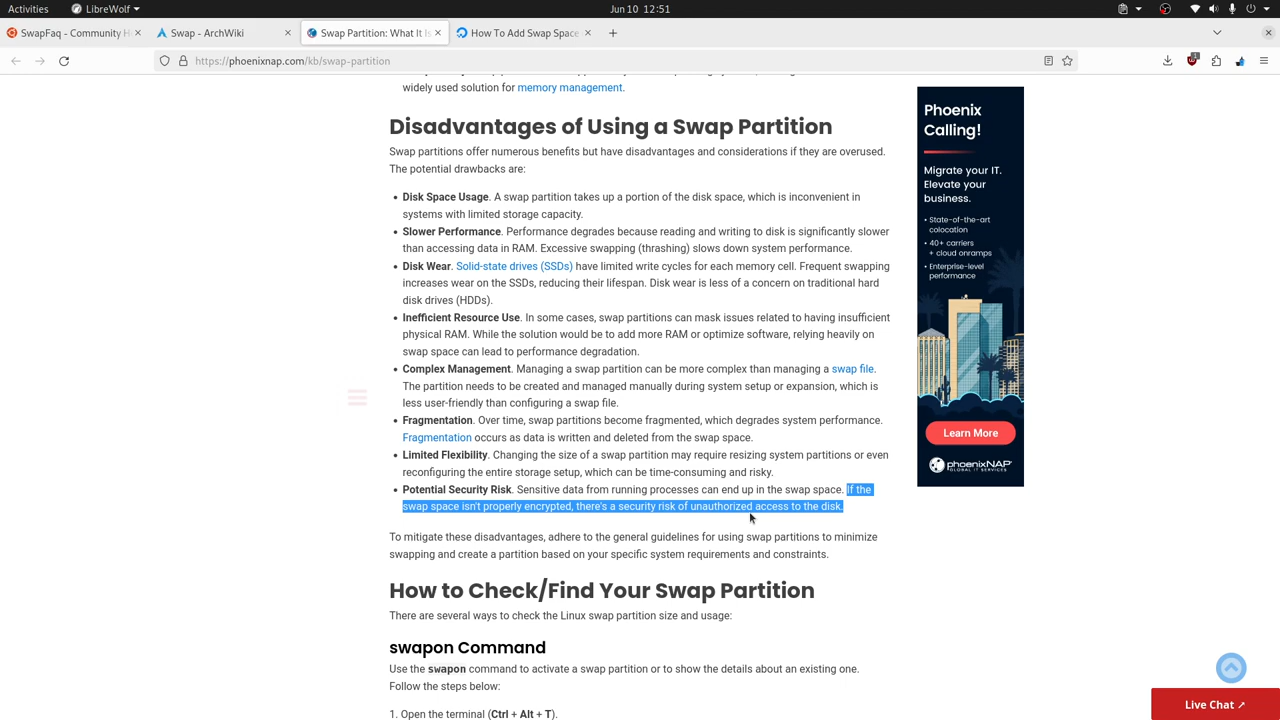 Activities
LibreWolf
Jun 10 12:51
SwapFaq - Community H
Swap - ArchWiki
Swap Partition: What It Is
How To Add Swap Space
https://phoenixnap.com/kb/swap-partition
widely used solution for memory management.
Disadvantages of Using a Swap Partition
Swap partitions offer numerous benefits but have disadvantages and considerations if they are overused.
The potential drawbacks are:
• Disk Space Usage. A swap partition takes up a portion of the disk space, which is inconvenient in
systems with limited storage capacity.
• Slower Performance. Performance degrades because reading and writing to disk is significantly slower
than accessing data in RAM. Excessive swapping (thrashing) slows down system performance.
• Disk Wear. Solid-state drives (SSDs) have limited write cycles for each memory cell. Frequent swapping
increases wear on the SSDs, reducing their lifespan. Disk wear is less of a concern on traditional hard
disk drives (HDDs).
• Inefficient Resource Use. In some cases, swap partitions can mask issues related to having insufficient
physical RAM. While the solution would be to add more RAM or optimize software, relying heavily on
swap space can lead to performance degradation.
• Complex Management. Managing a swap partition can be more complex than managing a swap file.
The partition needs to be created and managed manually during system setup or expansion, which is
less user-friendly than configuring a swap file.
• Fragmentation. Over time, swap partitions become fragmented, which degrades system performance.
Fragmentation occurs as data is written and deleted from the swap space.
• Limited Flexibility. Changing the size of a swap partition may require resizing system partitions or even
reconfiguring the entire storage setup, which can be time-consuming and risky.
• Potential Security Risk. Sensitive data from running processes can end up in the swap space. If the
swap space isn't properly encrypted, there's a security risk of unauthorized access to the disk.
To mitigate these disadvantages, adhere to the general guidelines for using swap partitions to minimize
swapping and create a partition based on your specific system requirements and constraints.
How to Check/Find Your Swap Partition
There are several ways to check the Linux swap partition size and usage:
swapon Command
Use the swapon command to activate a swap partition or to show the details about an existing one.
Follow the steps below:
1. Open the terminal (Ctrl + Alt + T).
Phoenix
Calling!
Migrate your IT.
Elevate your
business.
• State-of-the-art
colocation
• 40+ carriers
+ cloud onramps
• Enterprise-level
performance
Learn More
phoenixNAP
GLOBAL IT SERVICES
Live Chat ↗